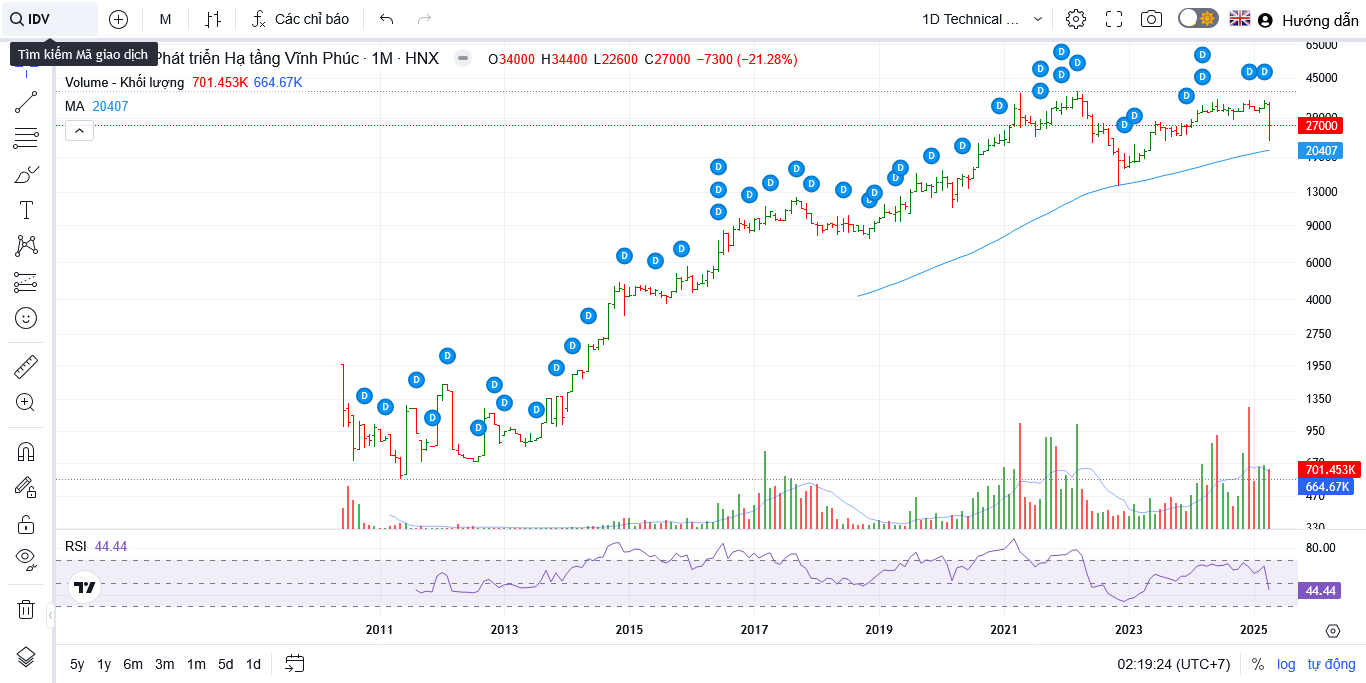 IDV
M
Các chỉ báo
1D Technical ...
Hướng dẫn
Tìm kiếm Mã giao dịch
Phát triển Hạ tầng Vĩnh Phúc · 1M · HNX
O34000 H34400 L22600 C27000 −7300 (−21.28%)
Volume - Khối lượng 701.453K 664.67K
MA 20407
65000
45000
27000
20407
13000
9000
6000
4000
2750
1950
1350
950
701.453K
664.67K
470
330
D D D D D D D D D D D D D D D D D D D D D D D D D D D D D D D D D D D D D D D D D D D D D
RSI 44.44
80.00
44.44
2011 2013 2015 2017 2019 2021 2023 2025
5y 1y 6m 3m 1m 5d 1d
02:19:24 (UTC+7) % log tự động